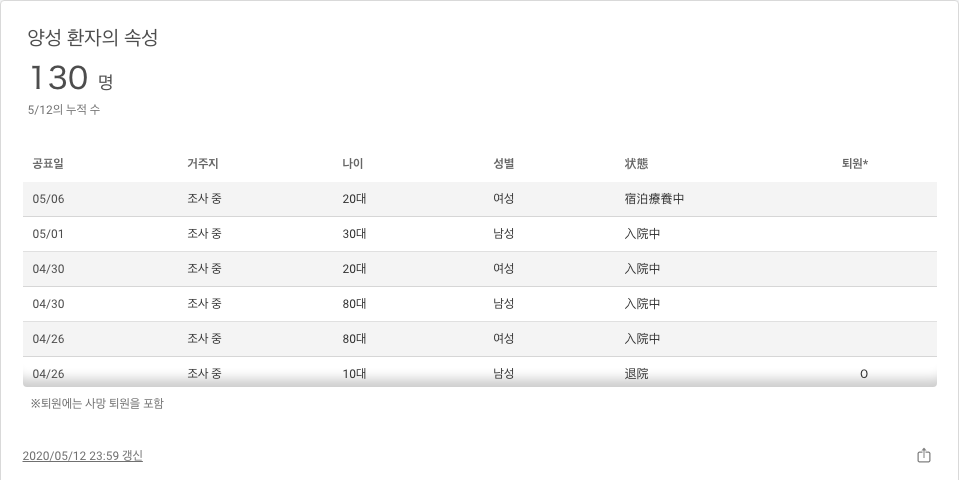 양성 환자의 속성
130 명
5/12의 누적 수
공표일 거주지 나이 성별 状態 퇴원*
05/06 조사 중 20대 여성 宿泊療養中
05/01 조사 중 30대 남성 入院中
04/30 조사 중 20대 여성 入院中
04/30 조사 중 80대 남성 入院中
04/26 조사 중 80대 여성 入院中
04/26 조사 중 10대 남성 退院 O
※퇴원에는 사망 퇴원을 포함
2020/05/12 23:59 갱신